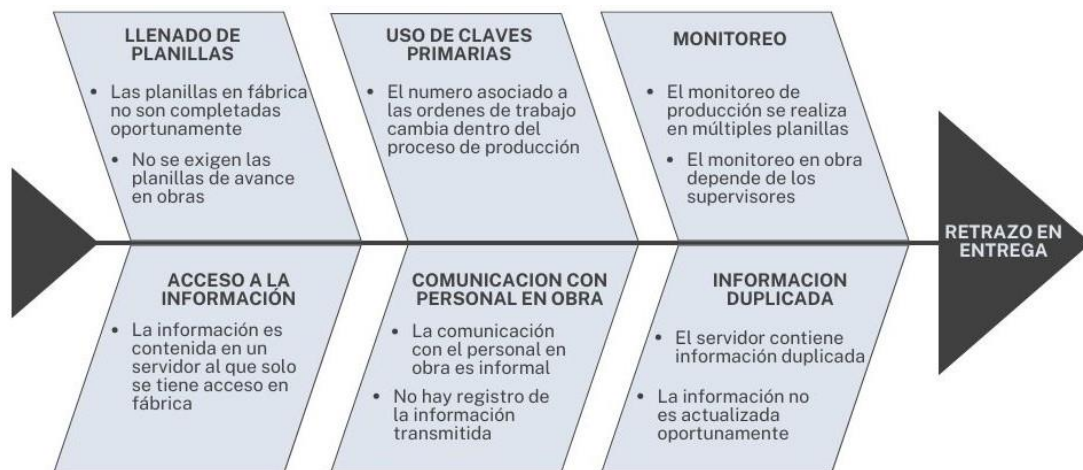 LLENADO DE
PLANILLAS
• Las planillas en fábrica
no son completadas
oportunamente
• No se exigen las
planillas de avance
en obras
USO DE CLAVES
PRIMARIAS
• El numero asociado a
las ordenes de trabajo
cambia dentro del
proceso de producción
MONITOREO
• El monitoreo de
producción se realiza
en múltiples planillas
• El monitoreo en obra
depende de los
supervisores
RETRAZO EN
ENTREGA
ACCESO A LA
INFORMACIÓN
• La información es
contenida en un
servidor al que solo
se tiene acceso en
fábrica
COMUNICACION CON
PERSONAL EN OBRA
• La comunicación
con el personal en
obra es informal
• No hay registro de
la información
transmitida
INFORMACION
DUPLICADA
• El servidor contiene
información duplicada
• La información no
es actualizada
oportunamente